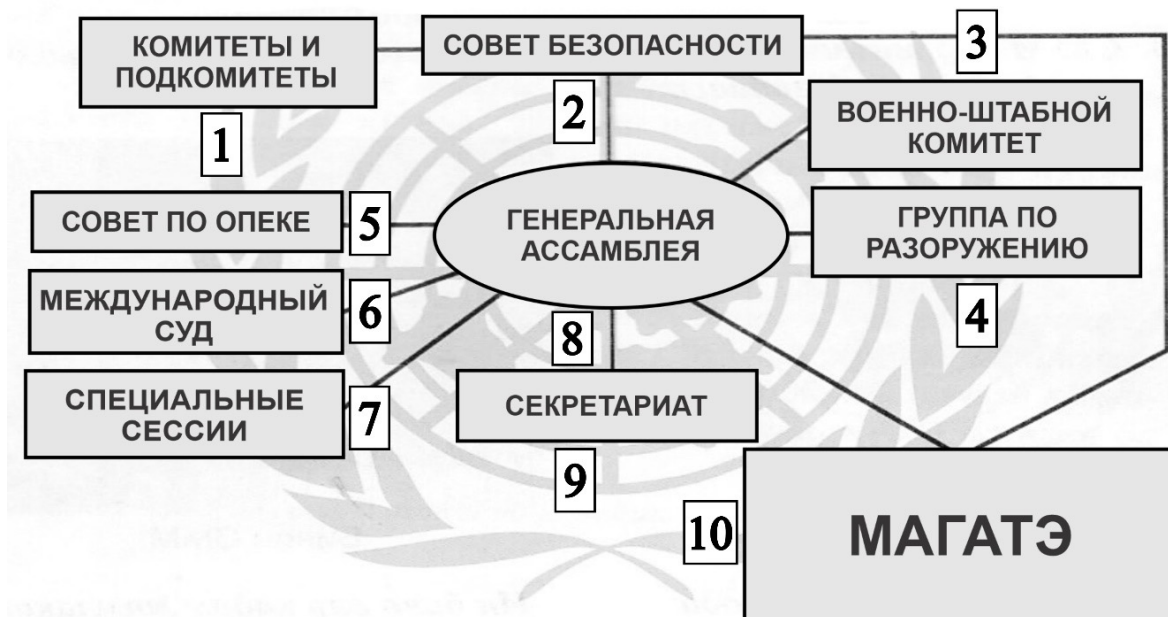 КОМИТЕТЫ И
ПОДКОМИТЕТЫ
1
СОВЕТ БЕЗОПАСНОСТИ
2
3
ВОЕННО-ШТАБНОЙ
КОМИТЕТ
ГРУППА ПО
РАЗОРУЖЕНИЮ
4
ГЕНЕРАЛЬНАЯ
АССАМБЛЕЯ
СОВЕТ ПО ОПЕКЕ
5
МЕЖДУНАРОДНЫЙ
СУД
6
СПЕЦИАЛЬНЫЕ
СЕССИИ
7
8
СЕКРЕТАРИАТ
9
10
МАГАТЭ